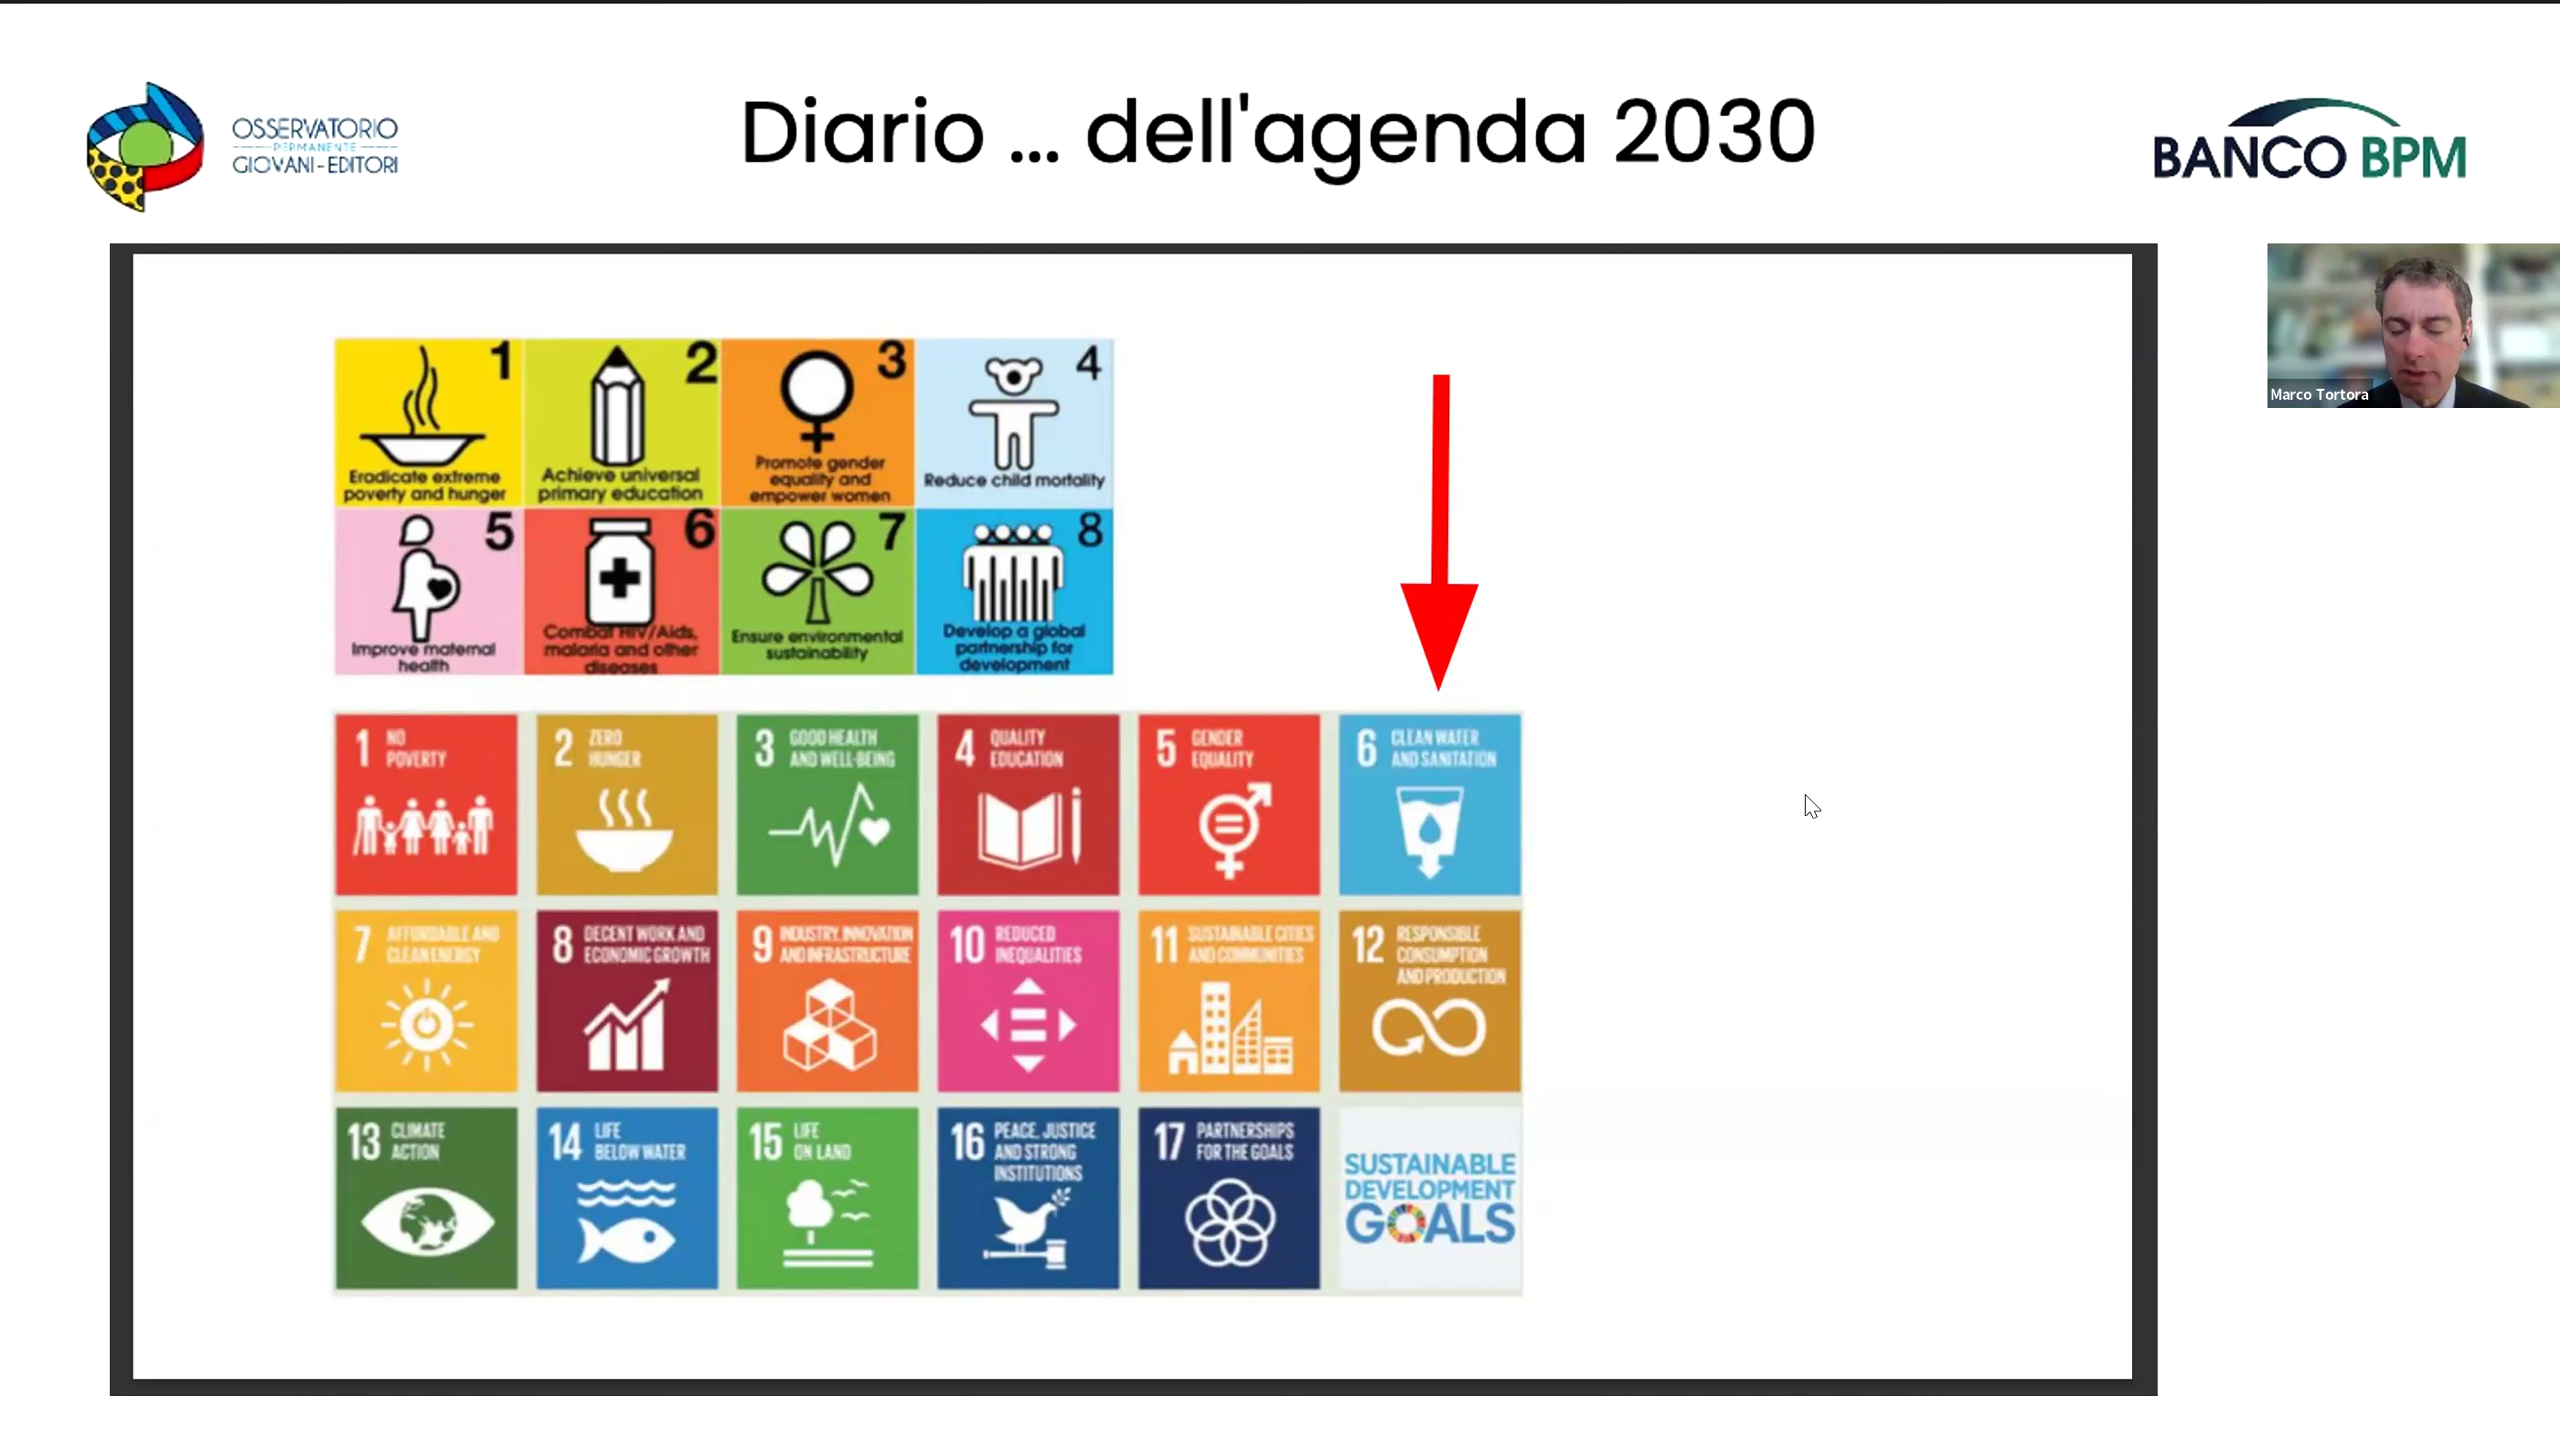 OSSERVATORIO
PERMANENTE
GIOVANI-EDITORI
Diario ... dell'agenda 2030
BANCO BPM
Marco Tortora
1
Eradicate extreme
poverty and hunger
2
Achieve universal
primary education
3
Promote gender
equality and
empower women
4
Reduce child mortality
5
Improve maternal
health
6
Combat HIV/Aids,
malaria and other
diseases
7
Ensure environmental
sustainability
8
Develop a global
partnership for
development
1 NO
POVERTY
2 ZERO
HUNGER
3 GOOD HEALTH
AND WELL-BEING
4 QUALITY
EDUCATION
5 GENDER
EQUALITY
6 CLEAN WATER
AND SANITATION
7 AFFORDABLE AND
CLEAN ENERGY
8 DECENT WORK AND
ECONOMIC GROWTH
9 INDUSTRY, INNOVATION
AND INFRASTRUCTURE
10 REDUCED
INEQUALITIES
11 SUSTAINABLE CITIES
AND COMMUNITIES
12 RESPONSIBLE
CONSUMPTION
AND PRODUCTION
13 CLIMATE
ACTION
14 LIFE
BELOW WATER
15 LIFE
ON LAND
16 PEACE, JUSTICE
AND STRONG
INSTITUTIONS
17 PARTNERSHIPS
FOR THE GOALS
SUSTAINABLE
DEVELOPMENT
GOALS